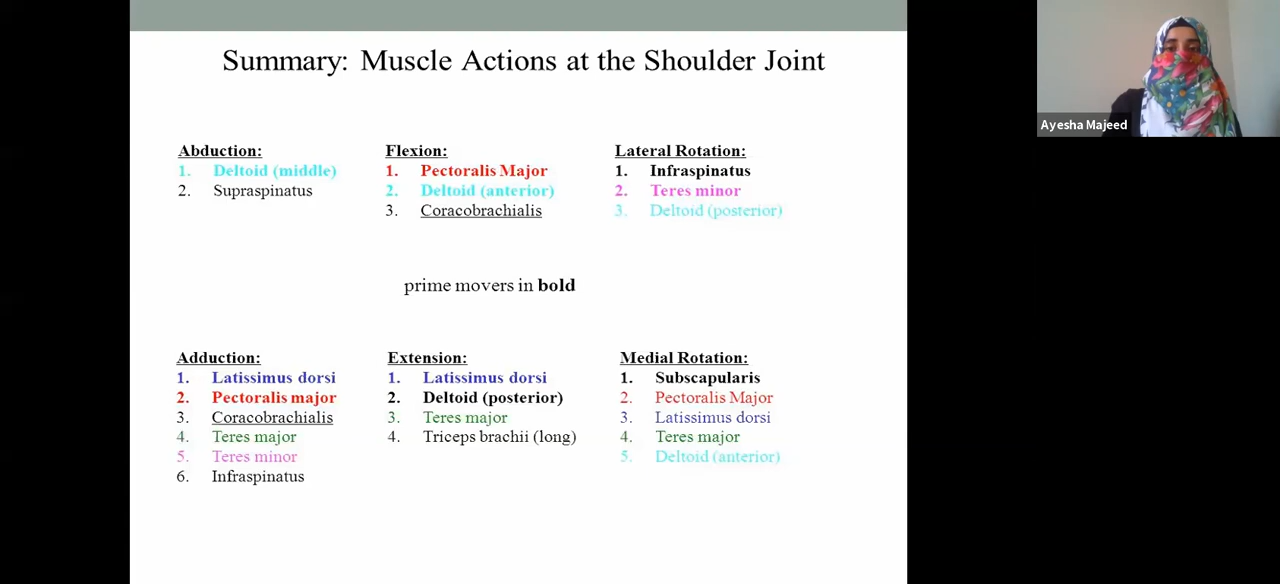 Summary: Muscle Actions at the Shoulder Joint
Ayesha Majeed
Abduction:
1. Deltoid (middle)
2. Supraspinatus
Flexion:
1. Pectoralis Major
2. Deltoid (anterior)
3. Coracobrachialis
Lateral Rotation:
1. Infraspinatus
2. Teres minor
3. Deltoid (posterior)
prime movers in bold
Adduction:
1. Latissimus dorsi
2. Pectoralis major
3. Coracobrachialis
4. Teres major
5. Teres minor
6. Infraspinatus
Extension:
1. Latissimus dorsi
2. Deltoid (posterior)
3. Teres major
4. Triceps brachii (long)
Medial Rotation:
1. Subscapularis
2. Pectoralis Major
3. Latissimus dorsi
4. Teres major
5. Deltoid (anterior)